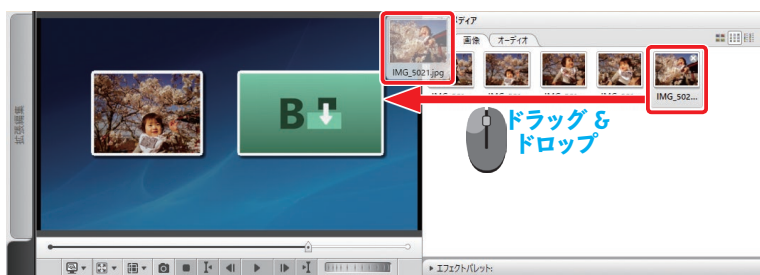 メディア
画像
オーディオ
IMG_5021.jpg
IMG_502...
拡張編集
B
ドラッグ &
ドロップ
エフェクトパレット: